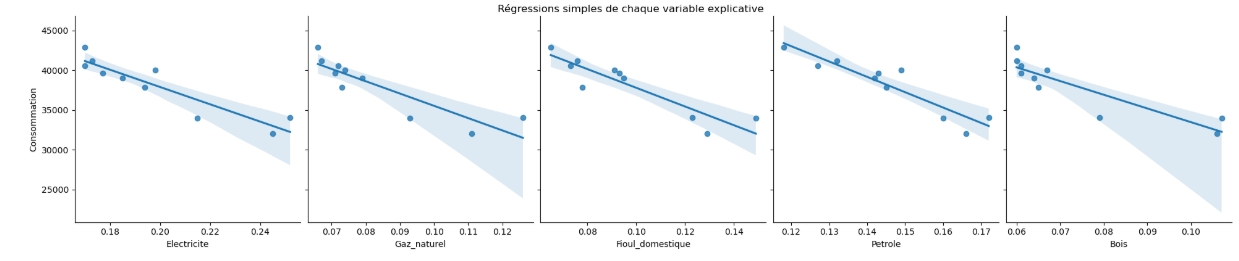 Régressions simples de chaque variable explicative
Consommation
45000
40000
35000
30000
25000
0.18 0.20 0.22 0.24
Electricite
0.07 0.08 0.09 0.10 0.11 0.12
Gaz_naturel
0.08 0.10 0.12 0.14
Fioul_domestique
0.12 0.13 0.14 0.15 0.16 0.17
Petrole
0.06 0.07 0.08 0.09 0.10
Bois